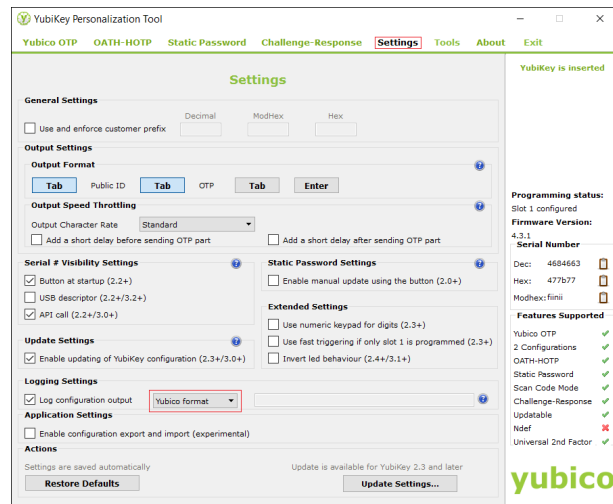 YubiKey Personalization Tool
Yubico OTP OATH-HOTP Static Password Challenge-Response Settings Tools About Exit
Settings
General Settings
Decimal ModHex Hex
Use and enforce customer prefix
Output Settings
Output Format
Tab Public ID Tab OTP Tab Enter
Output Speed Throttling
Output Character Rate Standard
Add a short delay before sending OTP part Add a short delay after sending OTP part
Serial # Visibility Settings
Button at startup (2.2+)
USB descriptor (2.2+/3.2+)
API call (2.2+/3.0+)
Static Password Settings
Enable manual update using the button (2.0+)
Update Settings
Enable updating of YubiKey configuration (2.3+/3.0+)
Extended Settings
Use numeric keypad for digits (2.3+)
Use fast triggering if only slot 1 is programmed (2.3+)
Invert led behaviour (2.4+/3.1+)
Logging Settings
Log configuration output Yubico format
Application Settings
Enable configuration export and import (experimental)
Actions
Settings are saved automatically Update is available for YubiKey 2.3 and later
Restore Defaults Update Settings...
YubiKey is inserted
Programming status:
Slot 1 configured
Firmware Version:
4.3.1
Serial Number
Dec: 4684663
Hex: 477b77
Modhex: fiinii
Features Supported
Yubico OTP
2 Configurations
OATH-HOTP
Static Password
Scan Code Mode
Challenge-Response
Updatable
Ndef
Universal 2nd Factor
yubico